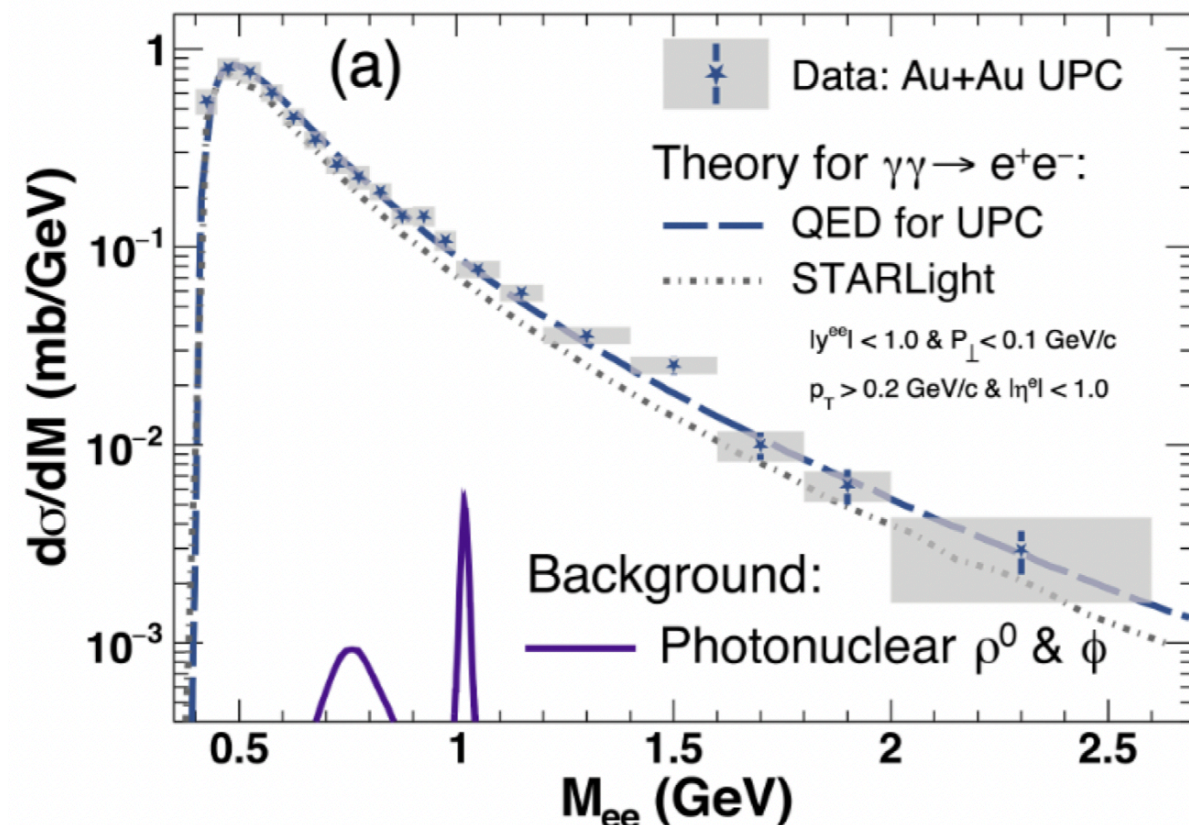 (a)
Data: Au+Au UPC
Theory for γγ→ e⁺e⁻:
QED for UPC
STARLight
|y^ee| < 1.0 & P_⊥ < 0.1 GeV/c
p_T > 0.2 GeV/c & |η^e| < 1.0
Background:
Photonuclear ρ⁰ & ϕ
dσ/dM (mb/GeV)
1
10⁻¹
10⁻²
10⁻³
0.5 1 1.5 2 2.5
M_ee (GeV)